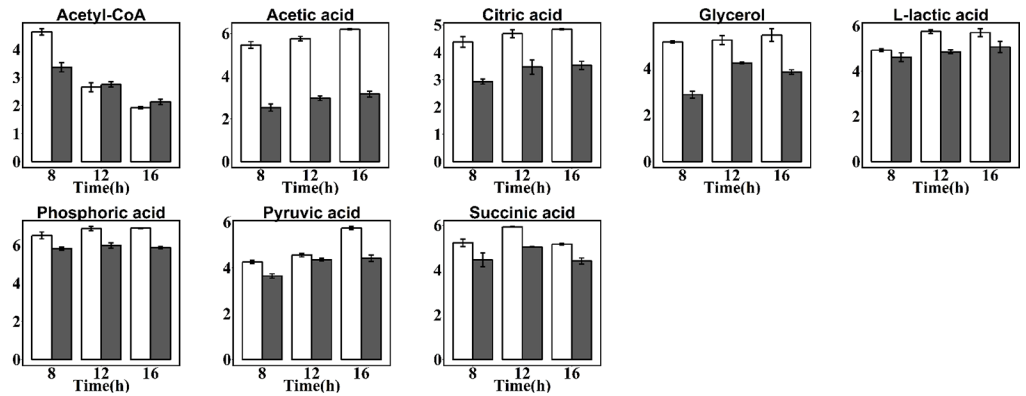 Acetyl-CoA
4
3
2
1
0
8 12 16
Time(h)
Acetic acid
6
4
2
0
8 12 16
Time(h)
Citric acid
5
4
3
2
1
0
8 12 16
Time(h)
Glycerol
4
2
0
8 12 16
Time(h)
L-lactic acid
6
4
2
0
8 12 16
Time(h)
Phosphoric acid
6
4
2
0
8 12 16
Time(h)
Pyruvic acid
6
4
2
0
8 12 16
Time(h)
Succinic acid
6
4
2
0
8 12 16
Time(h)